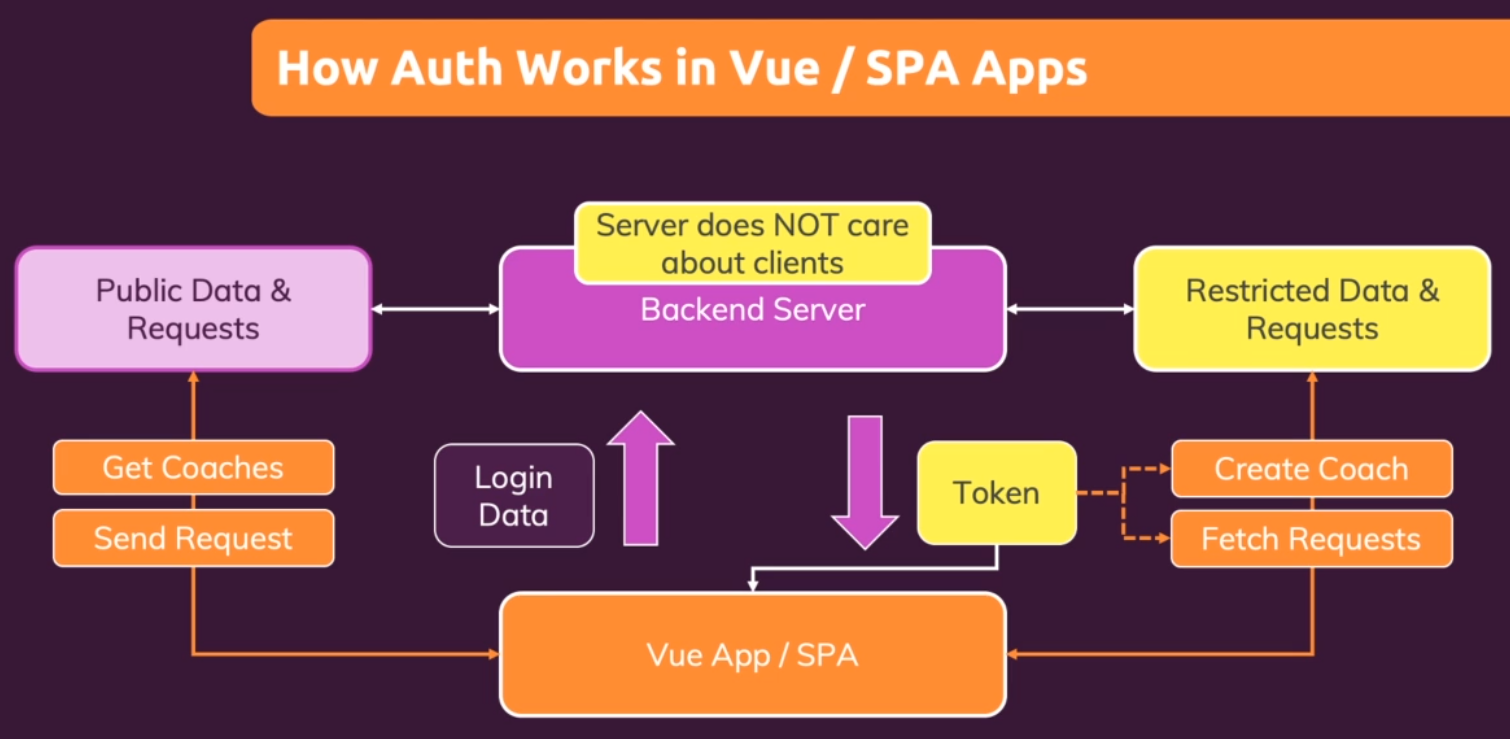 How Auth Works in Vue / SPA Apps
Server does NOT care
about clients
Public Data &
Requests
Backend Server
Restricted Data &
Requests
Get Coaches
Send Request
Login
Data
Token
Create Coach
Fetch Requests
Vue App / SPA